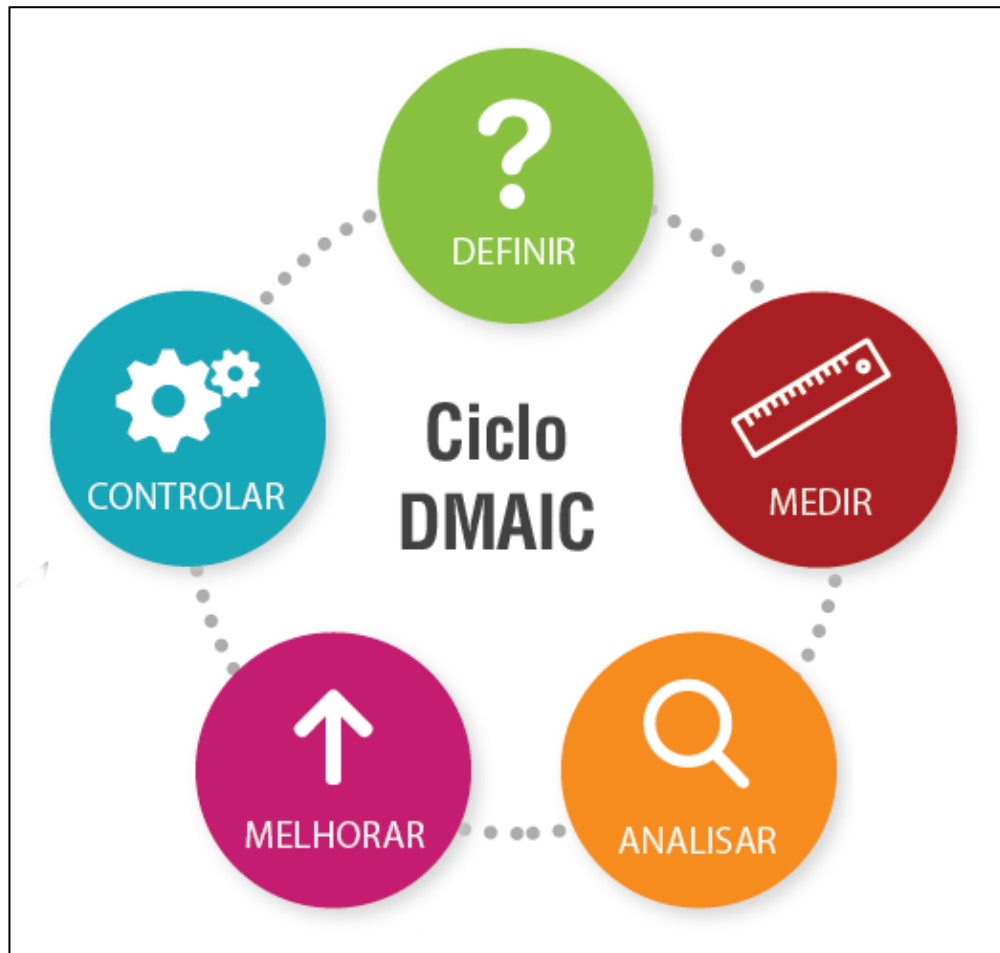 ?
DEFINIR
MEDIR
ANALISAR
MELHORAR
CONTROLAR
Ciclo
DMAIC